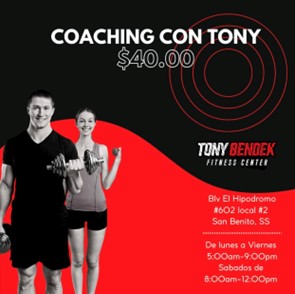 COACHING CON TONY
$40.00
TONY BENDEK
FITNESS CENTER
Blv El Hipodromo
#602 local #2
San Benito, SS
De lunes a Viernes
5:00am-9:00pm
Sabados de
8:00am-12:00pm